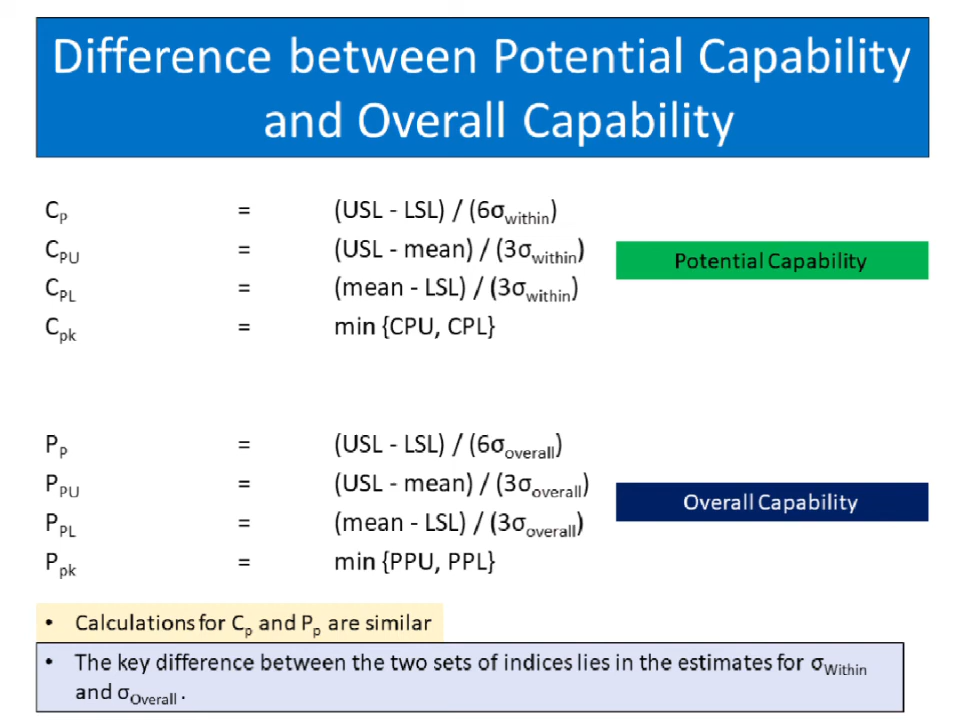 Difference between Potential Capability
and Overall Capability
Cp = (USL - LSL) / (6σwithin)
CPU = (USL - mean) / (3σwithin)
CPL = (mean - LSL) / (3σwithin)
Cpk = min {CPU, CPL}
Potential Capability
Pp = (USL - LSL) / (6σoverall)
PPU = (USL - mean) / (3σoverall)
PPL = (mean - LSL) / (3σoverall)
Ppk = min {PPU, PPL}
Overall Capability
• Calculations for Cp and Pp are similar
• The key difference between the two sets of indices lies in the estimates for σWithin
and σOverall .